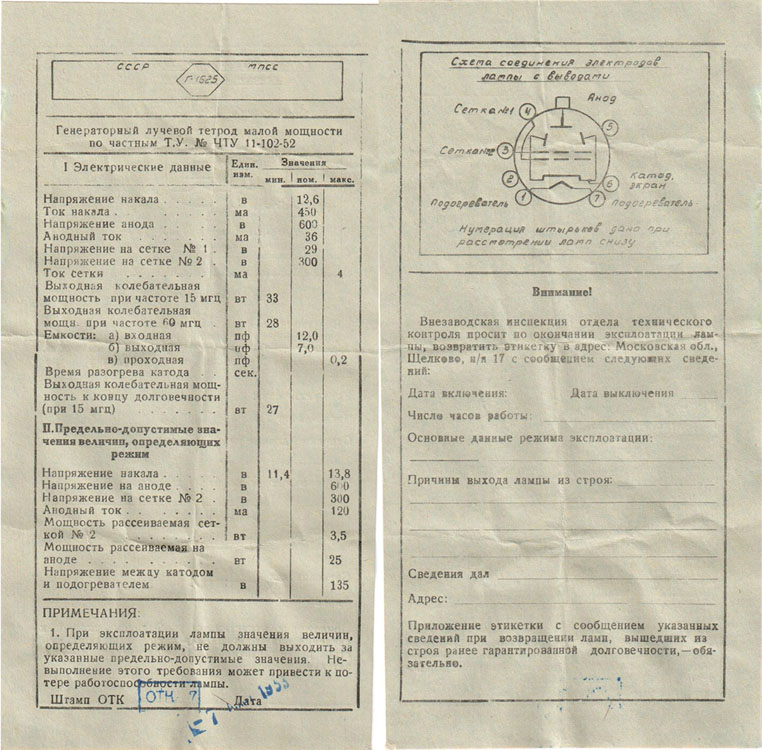 СССР МПСС
Г-1625
Генераторный лучевой тетрод малой мощности
по частным Т.У. № ЧТУ 11-102-52
I Электрические данные Един. изм. Значения
мин. ном. макс.
Напряжение накала . . . . . в 12,6
Ток накала . . . . . . . ма 450
Напряжение анода . . . . . в 600
Анодный ток . . . . . . ма 36
Напряжение на сетке № 1 . в 29
Напряжение на сетке № 2 . в 300
Ток сетки . . . . . . ма 4
Выходная колебательная
мощность при частоте 15 мгц вт 33
Выходная колебательная
мощн. при частоте 60 мгц . вт 28
Емкости: а) входная пф 12,0
б) выходная пф 7,0
в) проходная пф 0,2
Время разогрева катода . . сек.
Выходная колебательная мощ-
ность к концу долговечности
(при 15 мгц) . . . . . . вт 27
II. Предельно-допустимые зна-
чения величин, определяющих
режим
Напряжение накала . . . . . в 11,4 13,8
Напряжение на аноде . . . . в 600
Напряжение на сетке № 2 . . в 300
Анодный ток . . . . . . ма 120
Мощность рассеиваемая сет-
кой № 2 . . . . . . . вт 3,5
Мощность рассеиваемая на
аноде . . . . . . . . вт 25
Напряжение между катодом
и подогревателем в 135
ПРИМЕЧАНИЯ:
1. При эксплоатации лампы значения величин,
определяющих режим, не должны выходить за
указанные предельно-допустимые значения. Не-
выполнение этого требования может привести к по-
тере работоспособности лампы.
Штамп ОТК ОТК 7 Дата
Схема соединения электродов
лампы с выводами
Анод
Сетка №1 4
5
Сетка №2 3
2
6 Катод,
экран
Подогреватель 1
7 Подогреватель
Нумерация штырьков дана при
рассмотрении ламп снизу
Внимание!
Внезаводская инспекция отдела технического
контроля просит по окончании эксплоатации лам-
пы, возвратить этикетку в адрес: Московская обл.,
Щелково, п/я 17 с сообщением следующих сведе-
ний:
Дата включения: Дата выключения
Число часов работы:
Основные данные режима эксплоатации:
Причины выхода лампы из строя:
Сведения дал
Адрес:
Приложение этикетки с сообщением указанных
сведений при возвращении ламп, вышедших из
строя ранее гарантированной долговечности,—обя-
зательно.